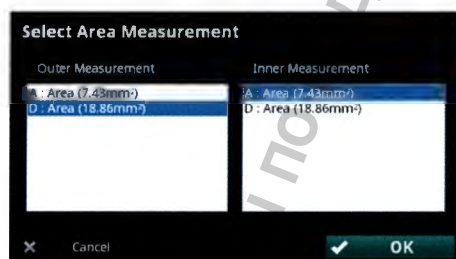 Select Area Measurement
Outer Measurement
Inner Measurement
A : Area (7.43mm²)
D : Area (18.86mm²)
A : Area (7.43mm²)
D : Area (18.86mm²)
Cancel
OK